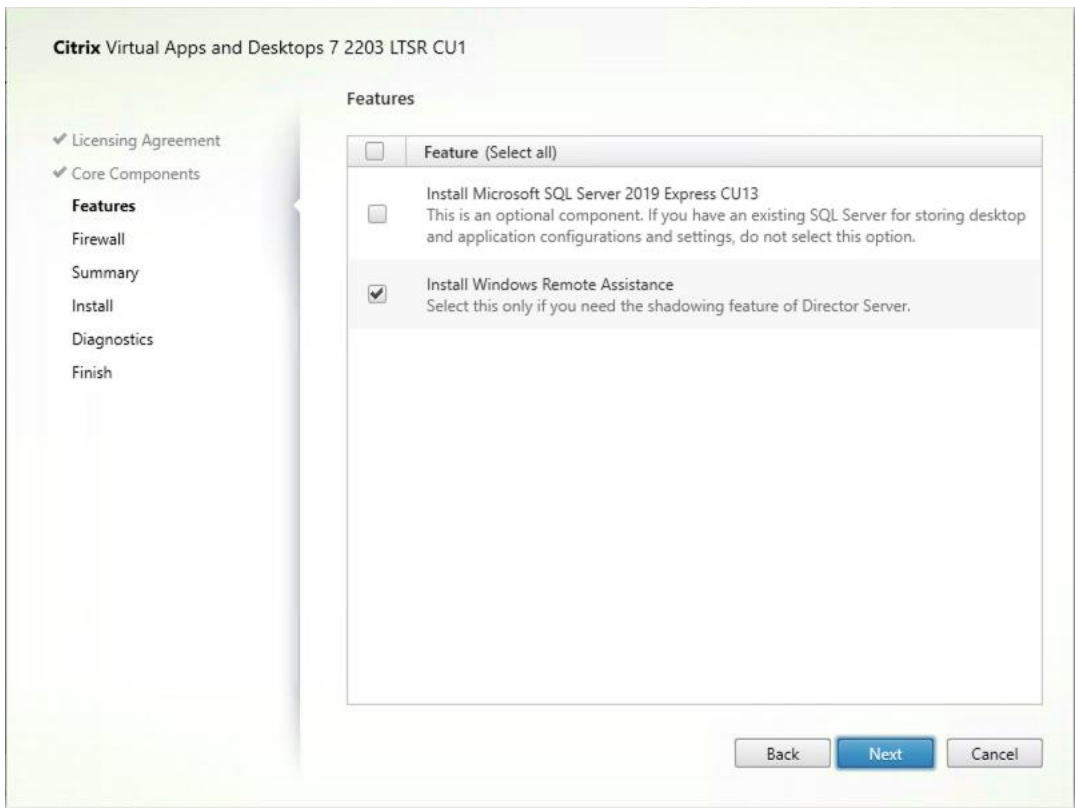 Citrix Virtual Apps and Desktops 7 2203 LTSR CU1
Features
Licensing Agreement
Core Components
Features
Firewall
Summary
Install
Diagnostics
Finish
Feature (Select all)
Install Microsoft SQL Server 2019 Express CU13
This is an optional component. If you have an existing SQL Server for storing desktop
and application configurations and settings, do not select this option.
Install Windows Remote Assistance
Select this only if you need the shadowing feature of Director Server.
Back Next Cancel